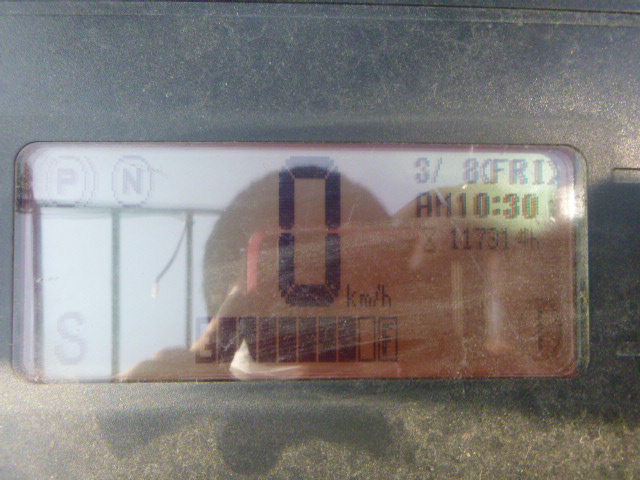 P N
3/ 8(FRI)
AM10:30
0 km/h
S